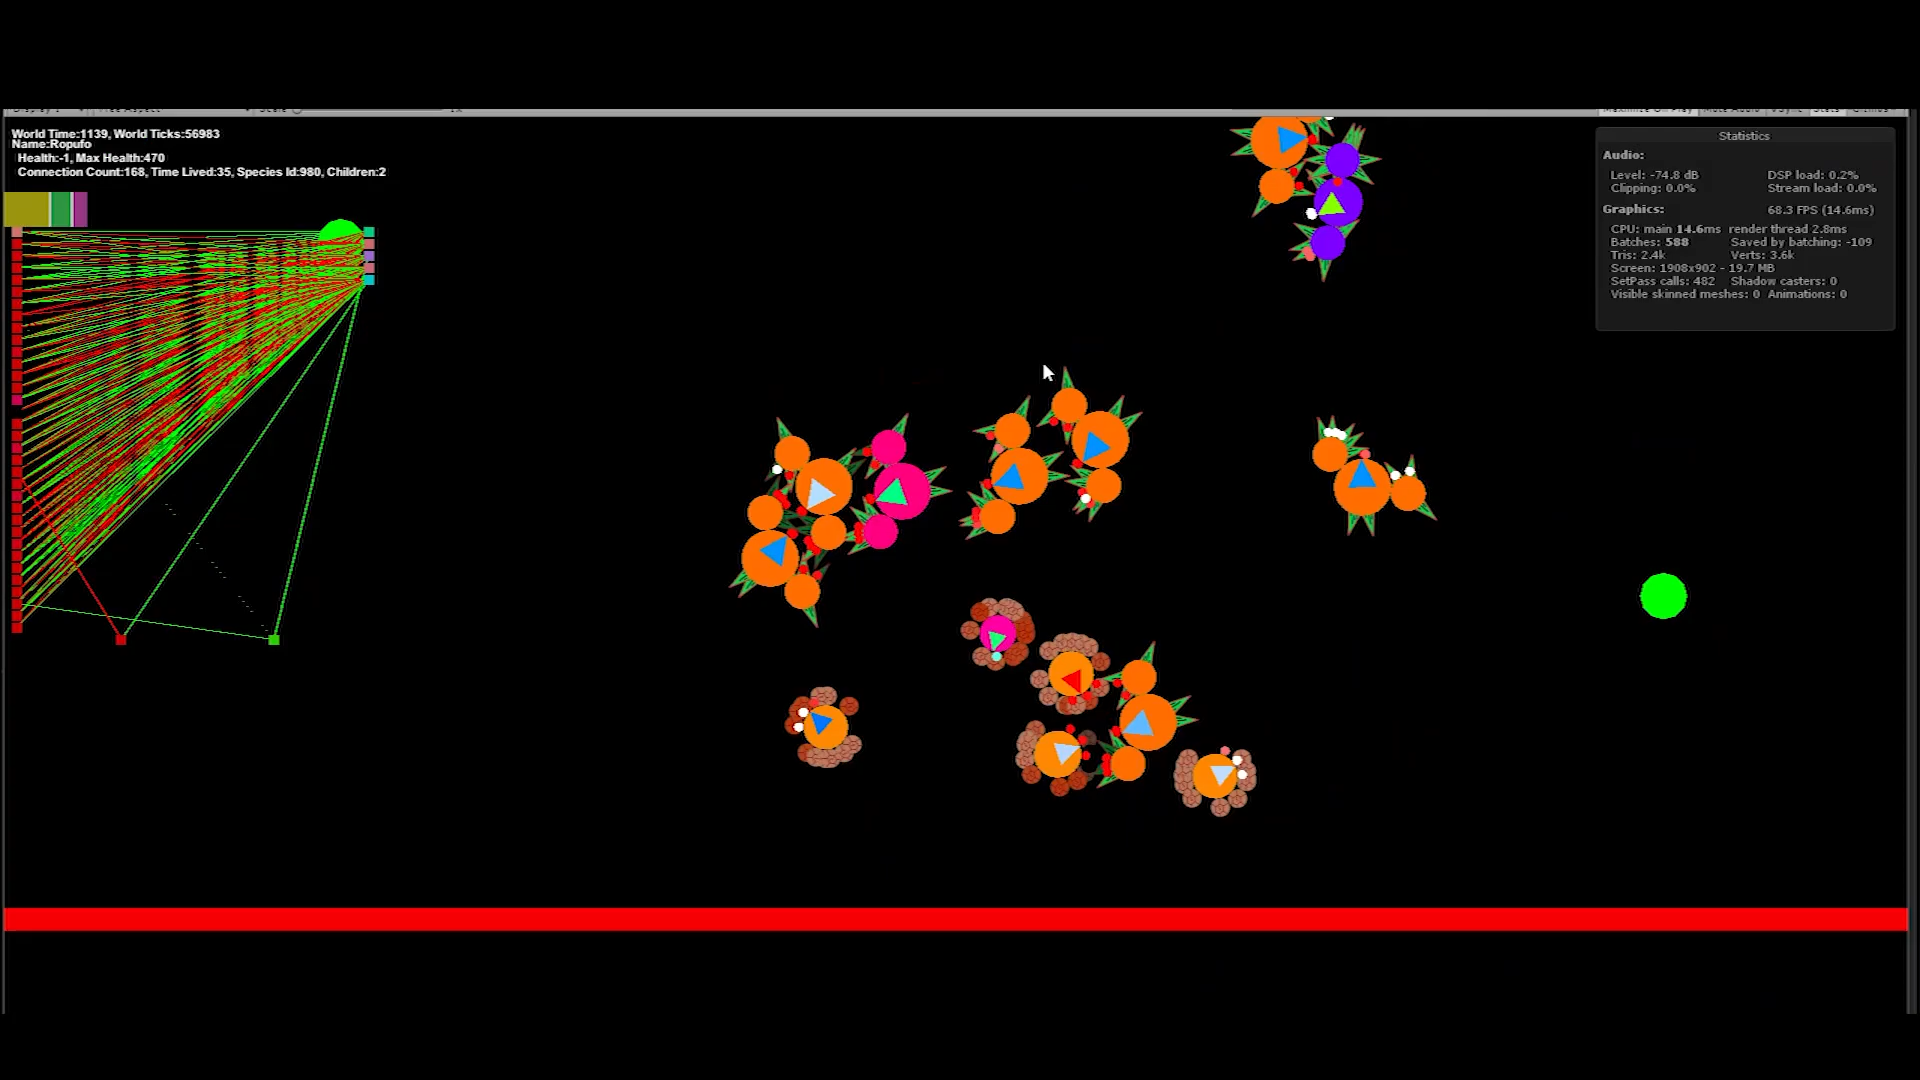 World Time:1139, World Ticks:56983
Name:Ropufo
Health:-1, Max Health:470
Connection Count:168, Time Lived:35, Species Id:980, Children:2
Statistics
Audio:
Level: -74.8 dB DSP load: 0.2%
Clipping: 0.0% Stream load: 0.0%
Graphics: 68.3 FPS (14.6ms)
CPU: main 14.6ms render thread 2.8ms
Batches: 588 Saved by batching: -109
Tris: 2.4k Verts: 3.6k
Screen: 1908x902 - 19.7 MB
SetPass calls: 482 Shadow casters: 0
Visible skinned meshes: 0 Animations: 0